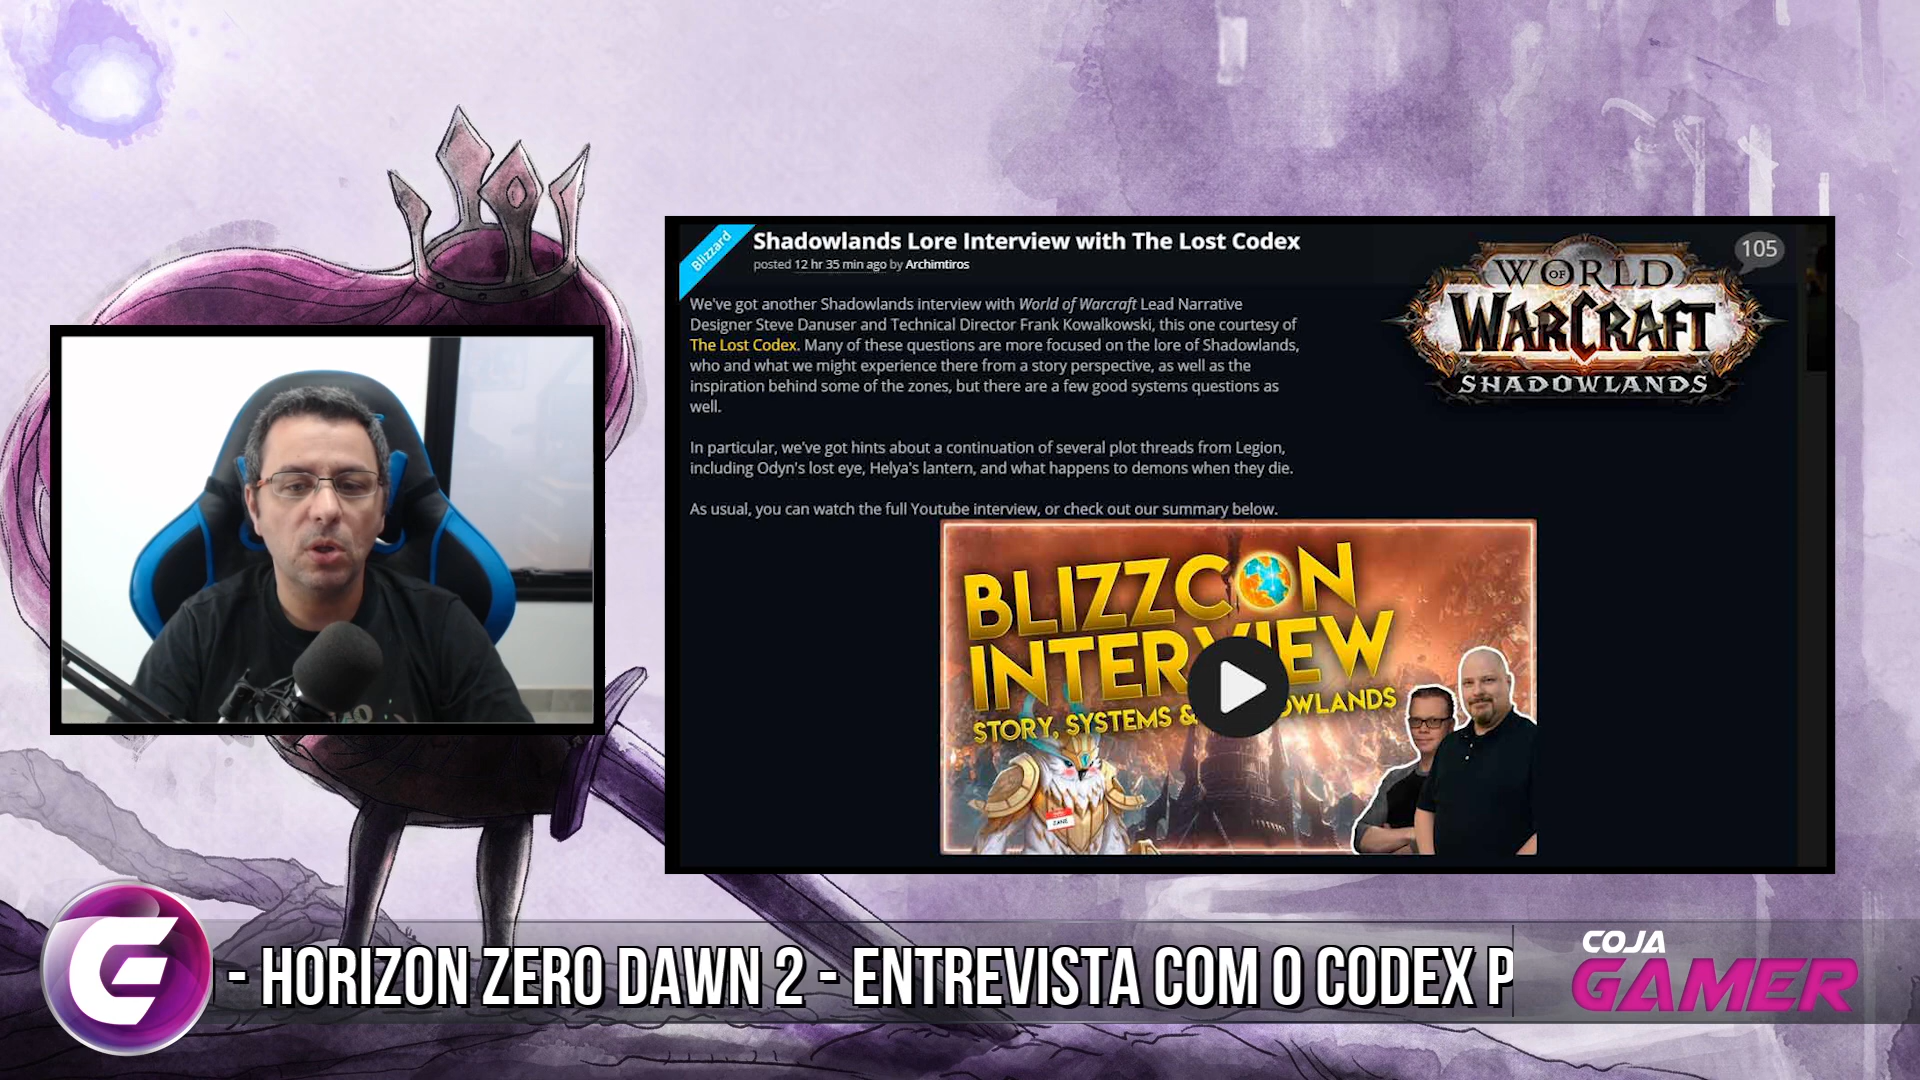 Blizzard
Shadowlands Lore Interview with The Lost Codex
posted 12 hr 35 min ago by Archimtiros
105
WORLD OF WARCRAFT
SHADOWLANDS
We've got another Shadowlands interview with World of Warcraft Lead Narrative
Designer Steve Danuser and Technical Director Frank Kowalkowski, this one courtesy of
The Lost Codex. Many of these questions are more focused on the lore of Shadowlands,
who and what we might experience there from a story perspective, as well as the
inspiration behind some of the zones, but there are a few good systems questions as
well.
In particular, we've got hints about a continuation of several plot threads from Legion,
including Odyn's lost eye, Helya's lantern, and what happens to demons when they die.
As usual, you can watch the full Youtube interview, or check out our summary below.
BLIZZCON
INTERVIEW
STORY, SYSTEMS & OWLANDS
ZANE
- HORIZON ZERO DAWN 2 - ENTREVISTA COM O CODEX P
COJA
GAMER